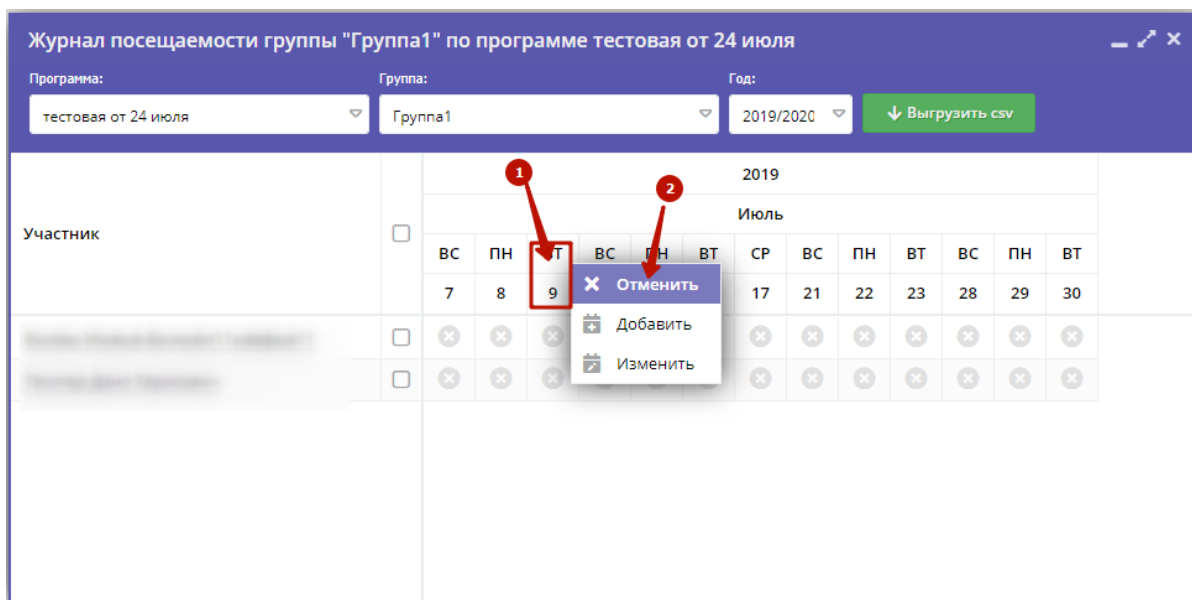 Журнал посещаемости группы "Группа1" по программе тестовая от 24 июля
Программа: Группа: Год:
тестовая от 24 июля Группа1 2019/2020 Выгрузить csv
1
2
2019
Июль
Участник
ВС ПН ВТ ВС ПН ВТ СР ВС ПН ВТ ВС ПН ВТ
7 8 9 17 21 22 23 28 29 30
Отменить
Добавить
Изменить